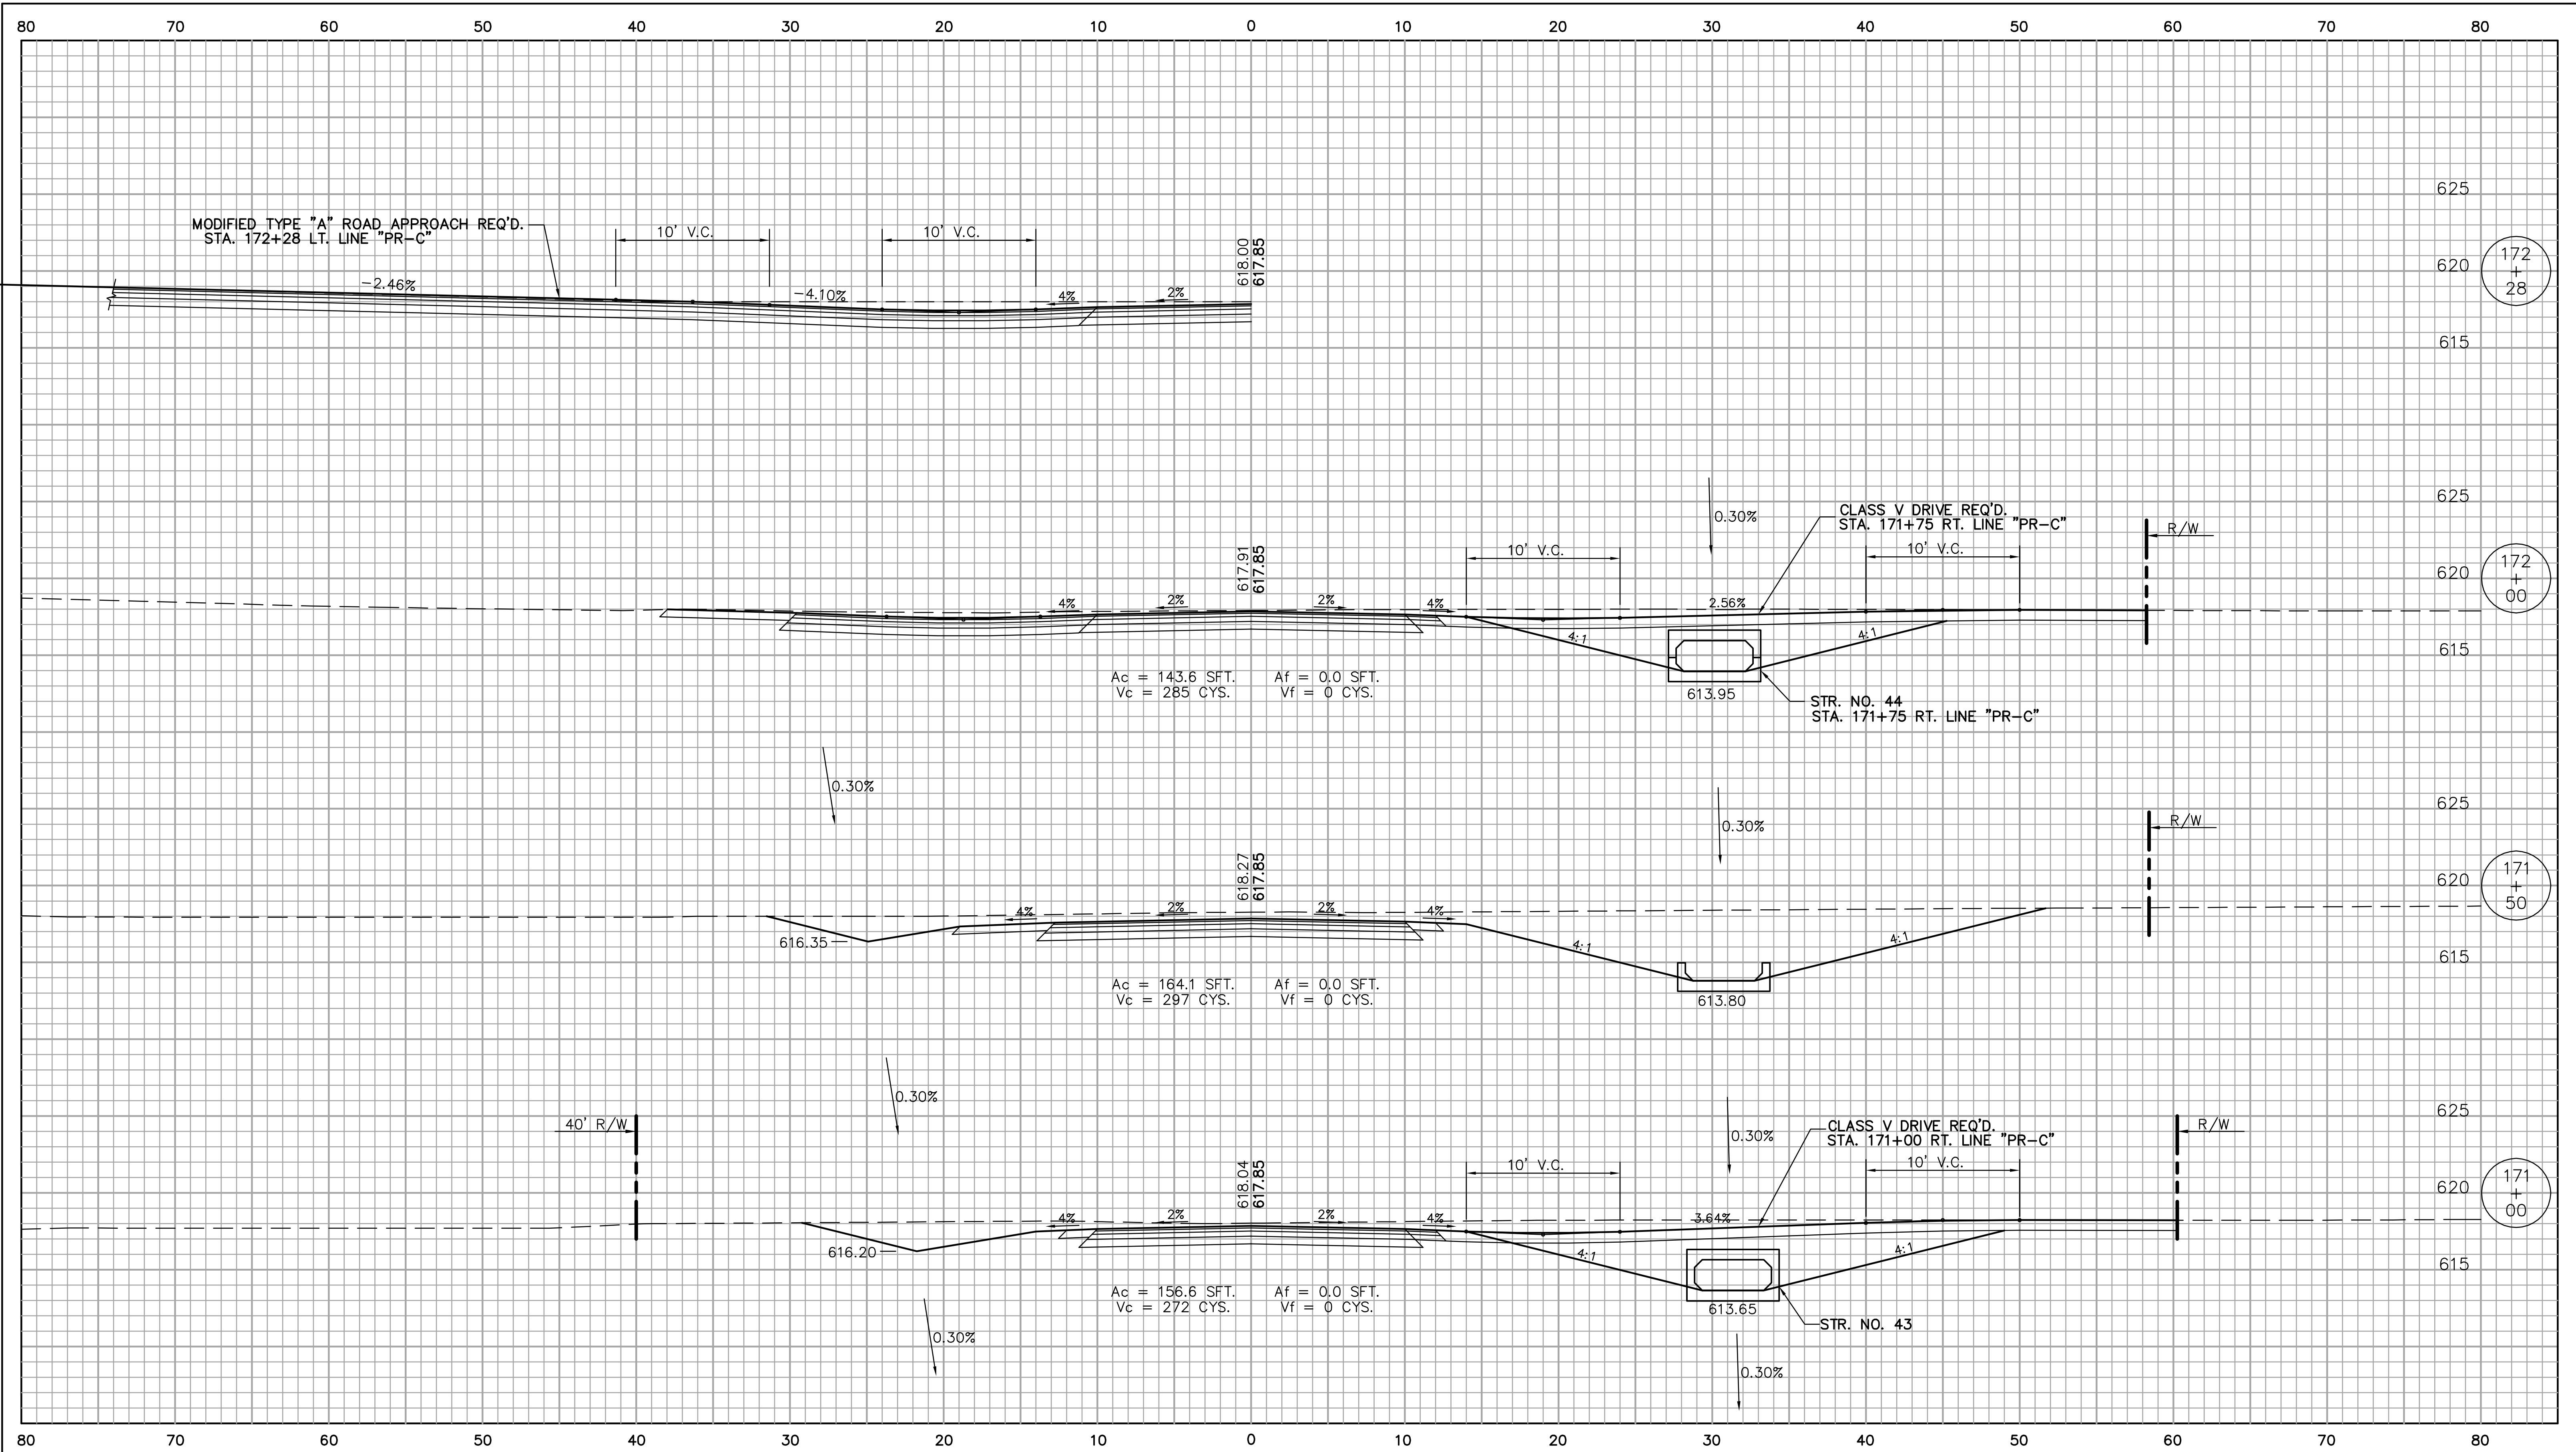 80 70 60 50 40 30 20 10 0 10 20 30 40 50 60 70 80
625
MODIFIED TYPE "A" ROAD APPROACH REQ'D.
STA. 172+28 LT. LINE "PR-C"
10' V.C.
10' V.C.
618.00
617.85
620
172
+
28
-2.46%
-4.10%
4%
2%
615
625
0.30%
CLASS V DRIVE REQ'D.
STA. 171+75 RT. LINE "PR-C"
R/W
617.91
617.85
10' V.C.
10' V.C.
620
172
+
00
4%
2%
2%
4%
2.56%
4:1
4:1
615
Ac = 143.6 SFT. Af = 0.0 SFT.
Vc = 285 CYS. Vf = 0 CYS.
613.95
STR. NO. 44
STA. 171+75 RT. LINE "PR-C"
0.30%
625
0.30%
R/W
618.27
617.85
620
171
+
50
4%
2%
2%
4%
616.35
4:1
4:1
615
Ac = 164.1 SFT. Af = 0.0 SFT.
Vc = 297 CYS. Vf = 0 CYS.
613.80
0.30%
625
40' R/W
0.30%
CLASS V DRIVE REQ'D.
STA. 171+00 RT. LINE "PR-C"
R/W
618.04
617.85
10' V.C.
10' V.C.
620
171
+
00
4%
2%
2%
4%
3.64%
616.20
4:1
4:1
615
Ac = 156.6 SFT. Af = 0.0 SFT.
Vc = 272 CYS. Vf = 0 CYS.
613.65
STR. NO. 43
0.30%
0.30%
80 70 60 50 40 30 20 10 0 10 20 30 40 50 60 70 80